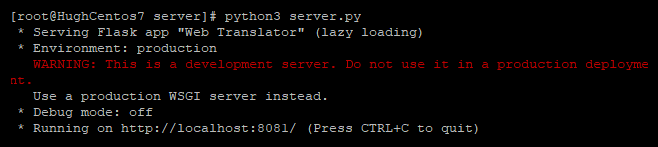 [root@HughCentos7 server]# python3 server.py
 * Serving Flask app "Web Translator" (lazy loading)
 * Environment: production
   WARNING: This is a development server. Do not use it in a production deployme
nt.
   Use a production WSGI server instead.
 * Debug mode: off
 * Running on http://localhost:8081/ (Press CTRL+C to quit)